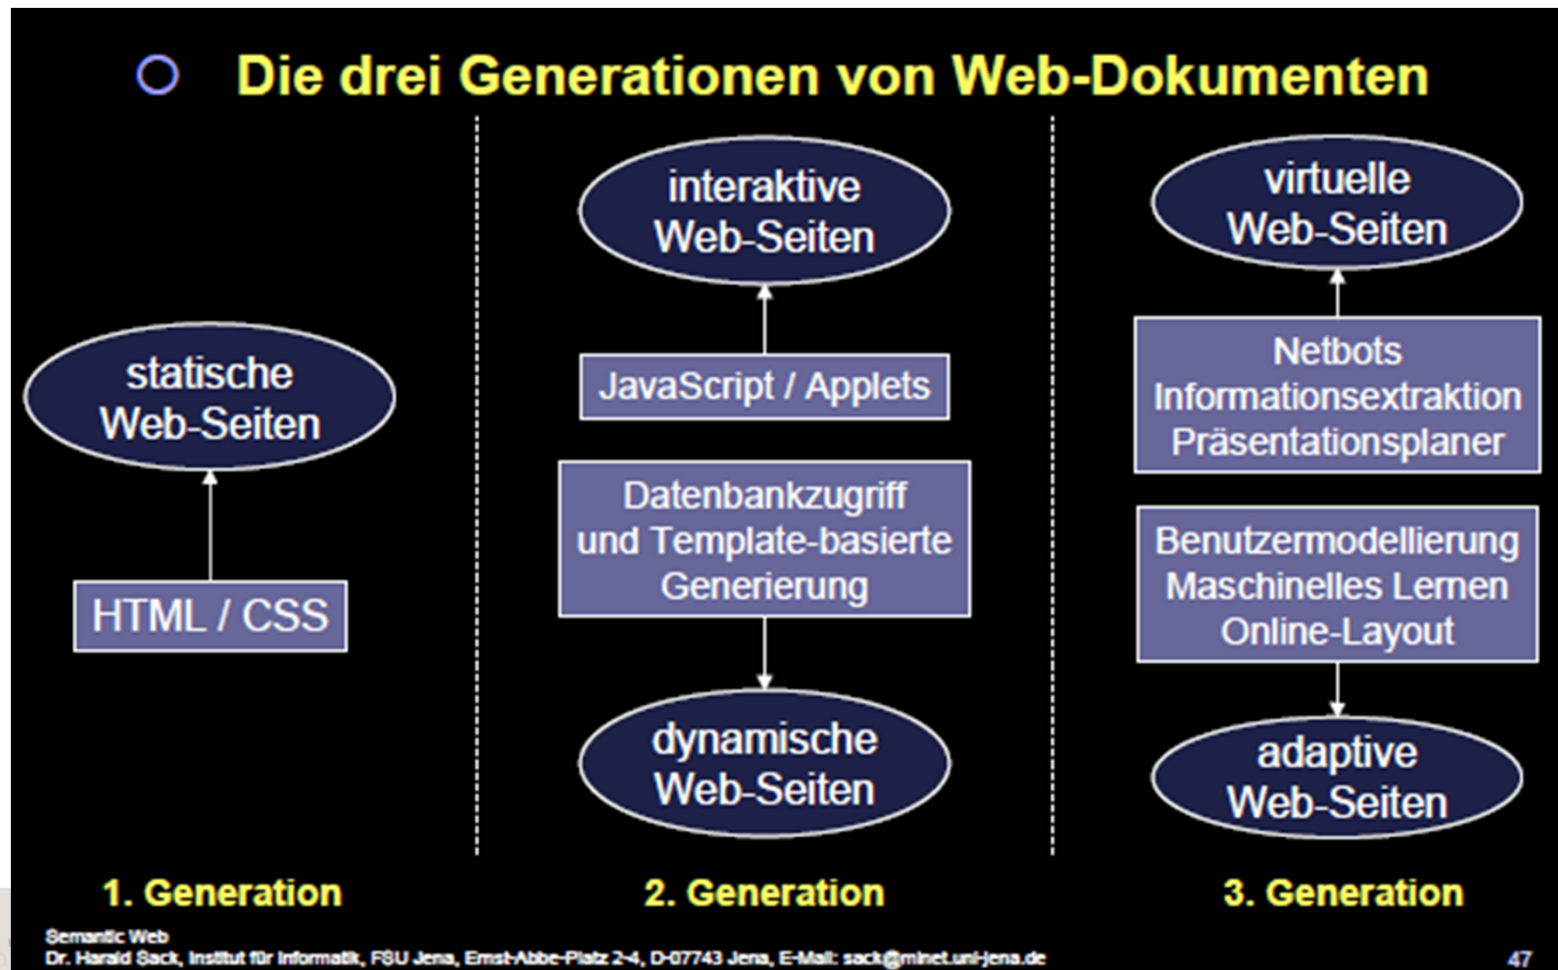 Die drei Generationen von Web-Dokumenten
statische
Web-Seiten
HTML / CSS
1. Generation
interaktive
Web-Seiten
JavaScript / Applets
Datenbankzugriff
und Template-basierte
Generierung
dynamische
Web-Seiten
2. Generation
virtuelle
Web-Seiten
Netbots
Informationsextraktion
Präsentationsplaner
Benutzermodellierung
Maschinelles Lernen
Online-Layout
adaptive
Web-Seiten
3. Generation
Semantic Web
Dr. Harald Sack, Institut für Informatik, FSU Jena, Ernst-Abbe-Platz 2-4, D-07743 Jena, E-Mail: sack@minet.uni-jena.de
47